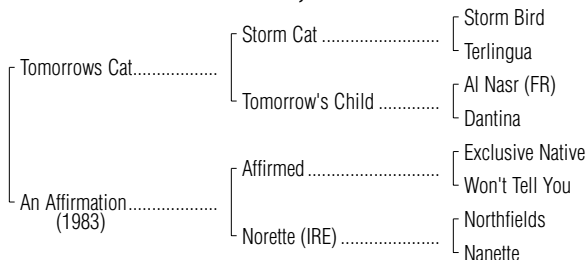 Storm Bird
Storm Cat ..........................
Terlingua
Tomorrows Cat..................
Al Nasr (FR)
Tomorrow's Child .............
Dantina
Exclusive Native
Affirmed .............................
Won't Tell You
An Affirmation...................
(1983)
Northfields
Norette (IRE) ......................
Nanette